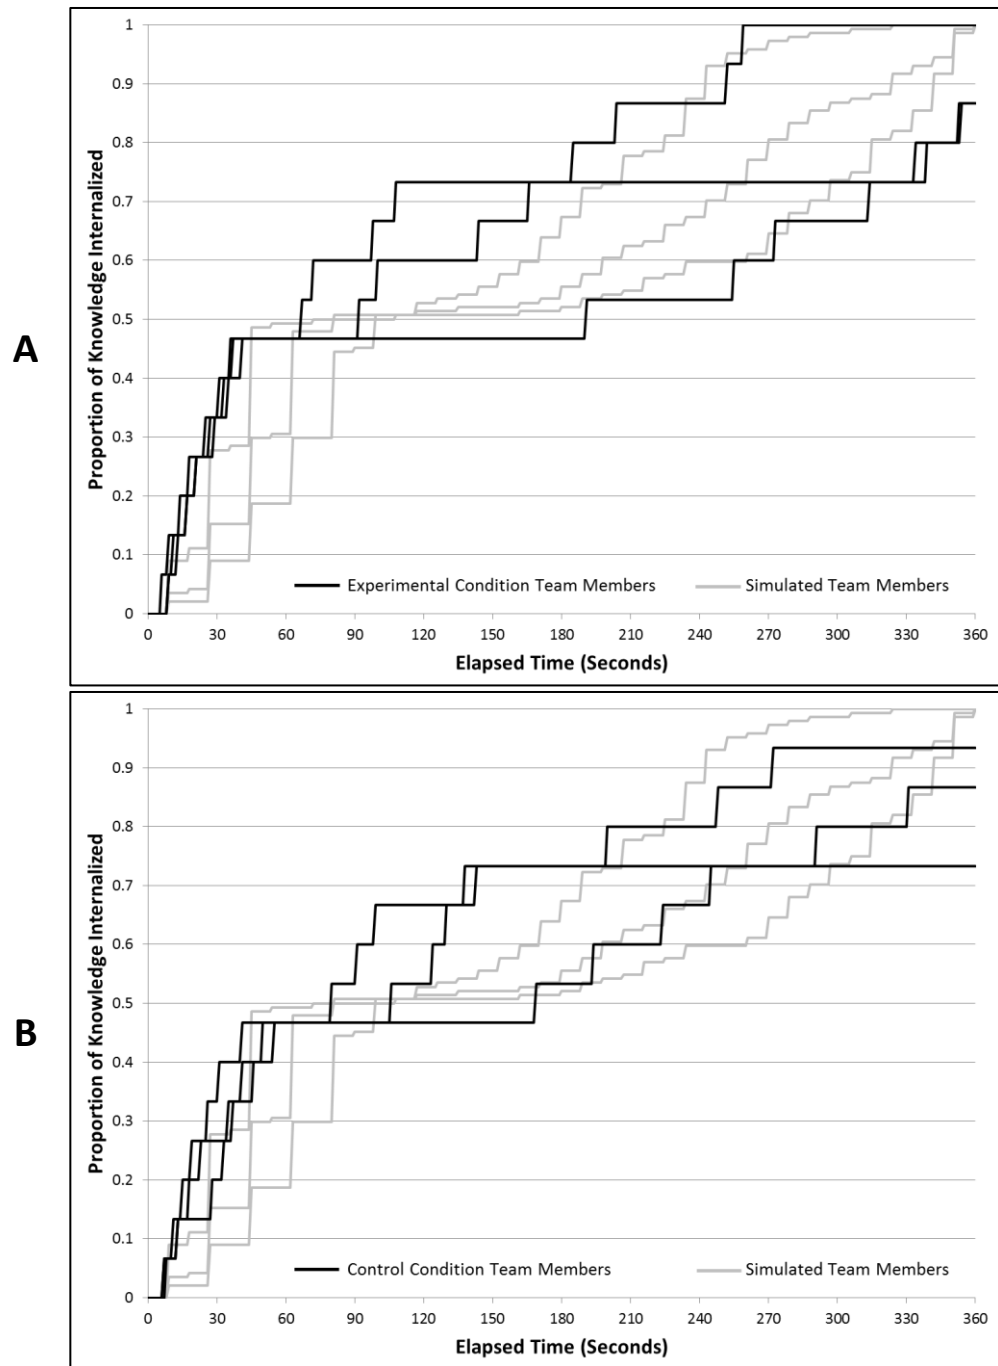 A
Proportion of Knowledge Internalized
1
0.9
0.8
0.7
0.6
0.5
0.4
0.3
0.2
0.1
0
Experimental Condition Team Members
Simulated Team Members
0 30 60 90 120 150 180 210 240 270 300 330 360
Elapsed Time (Seconds)
B
Proportion of Knowledge Internalized
1
0.9
0.8
0.7
0.6
0.5
0.4
0.3
0.2
0.1
0
Control Condition Team Members
Simulated Team Members
0 30 60 90 120 150 180 210 240 270 300 330 360
Elapsed Time (Seconds)